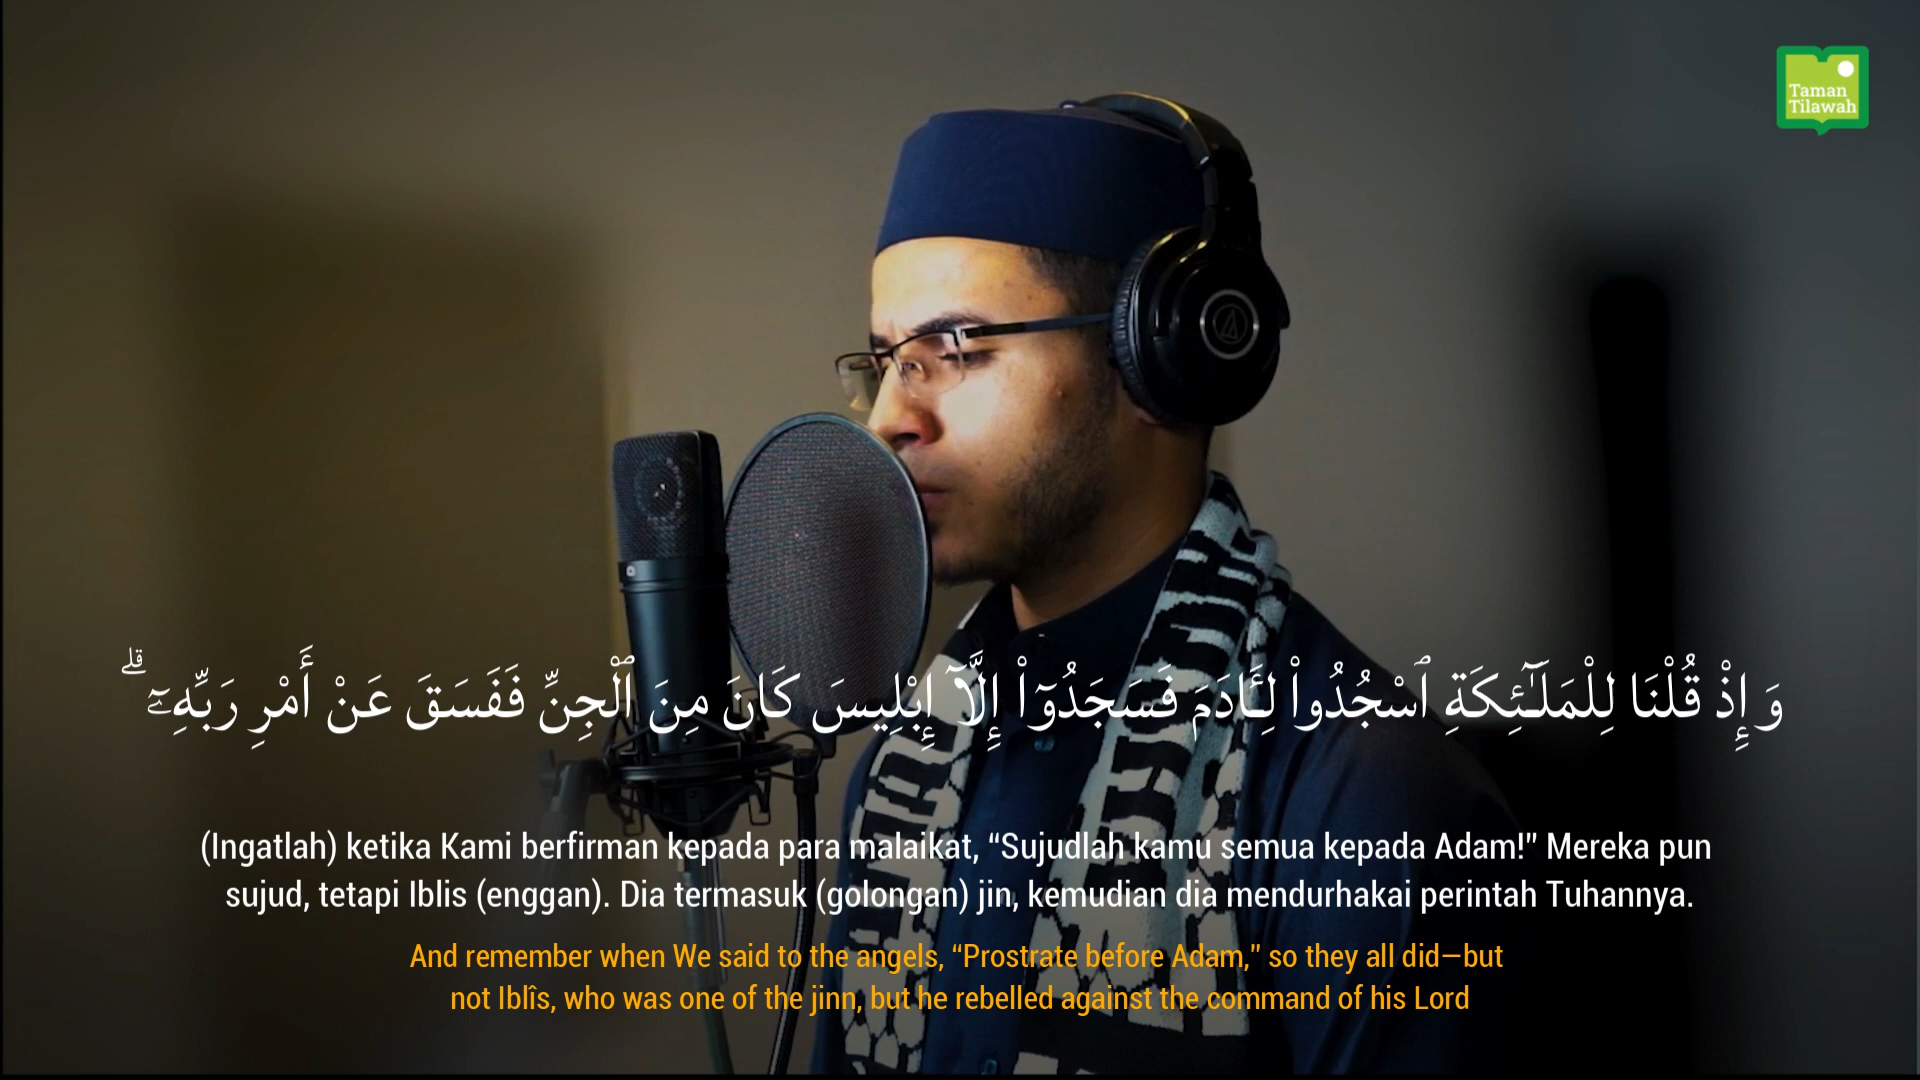 Taman
Tilawah
وَإِذْ قُلْنَا لِلْمَلَـٰٓئِكَةِ ٱسْجُدُوا۟ لِـَٔادَمَ فَسَجَدُوٓا۟ إِلَّآ إِبْلِيسَ كَانَ مِنَ ٱلْجِنِّ فَفَسَقَ عَنْ أَمْرِ رَبِّهِۦٓ ۗ
(Ingatlah) ketika Kami berfirman kepada para malaikat, “Sujudlah kamu semua kepada Adam!” Mereka pun
sujud, tetapi Iblis (enggan). Dia termasuk (golongan) jin, kemudian dia mendurhakai perintah Tuhannya.
And remember when We said to the angels, “Prostrate before Adam,” so they all did—but
not Iblîs, who was one of the jinn, but he rebelled against the command of his Lord